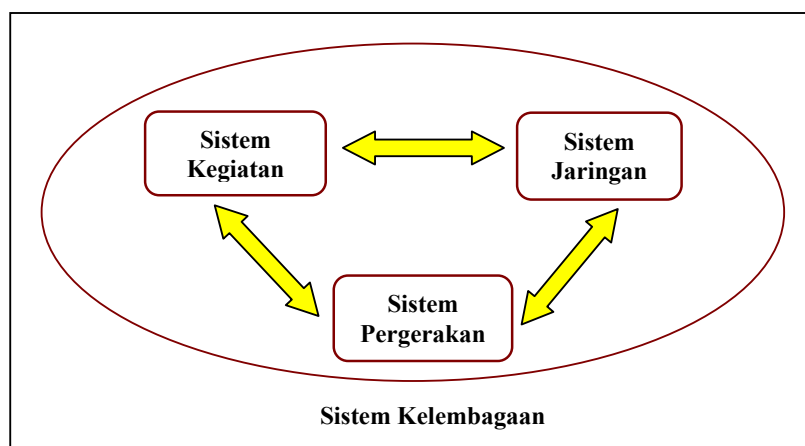 Sistem
Kegiatan
Sistem
Jaringan
Sistem
Pergerakan
Sistem Kelembagaan